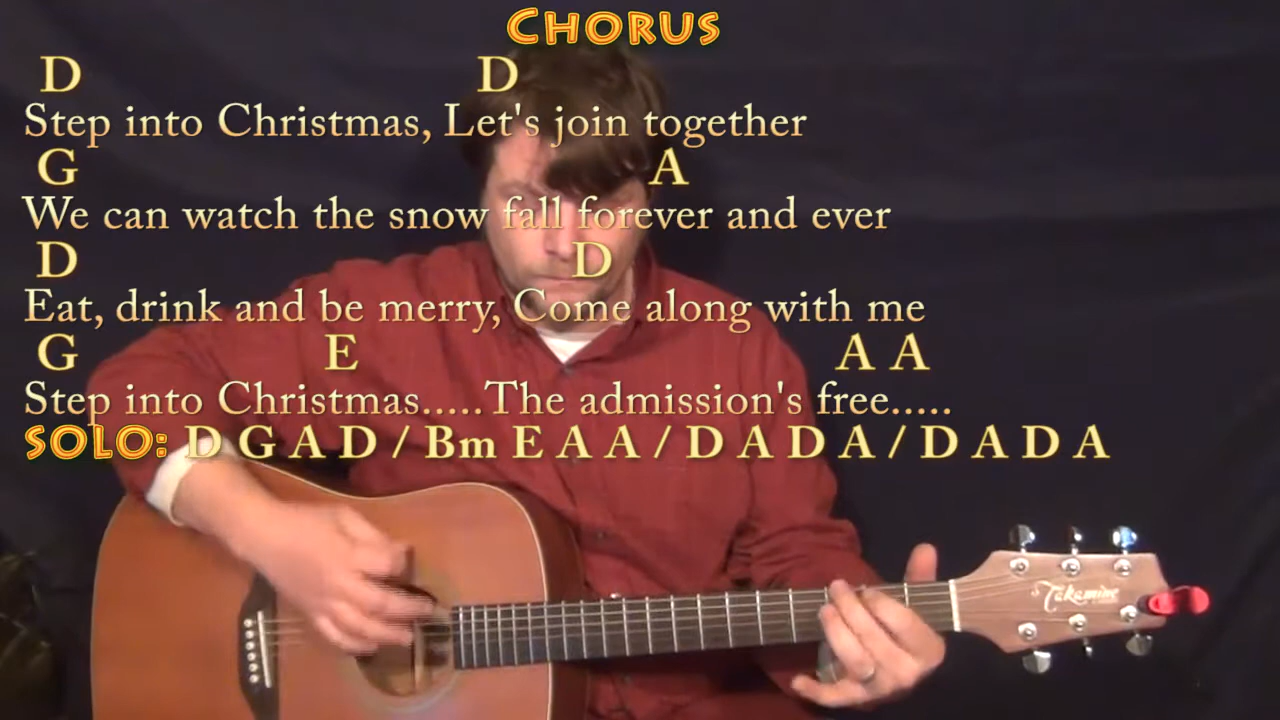 CHORUS
D D
Step into Christmas, Let's join together
G A
We can watch the snow fall forever and ever
D D
Eat, drink and be merry, Come along with me
G E A A
Step into Christmas.....The admission's free.....
SOLO: D G A D / Bm E A A / D A D A / D A D A
Takamine